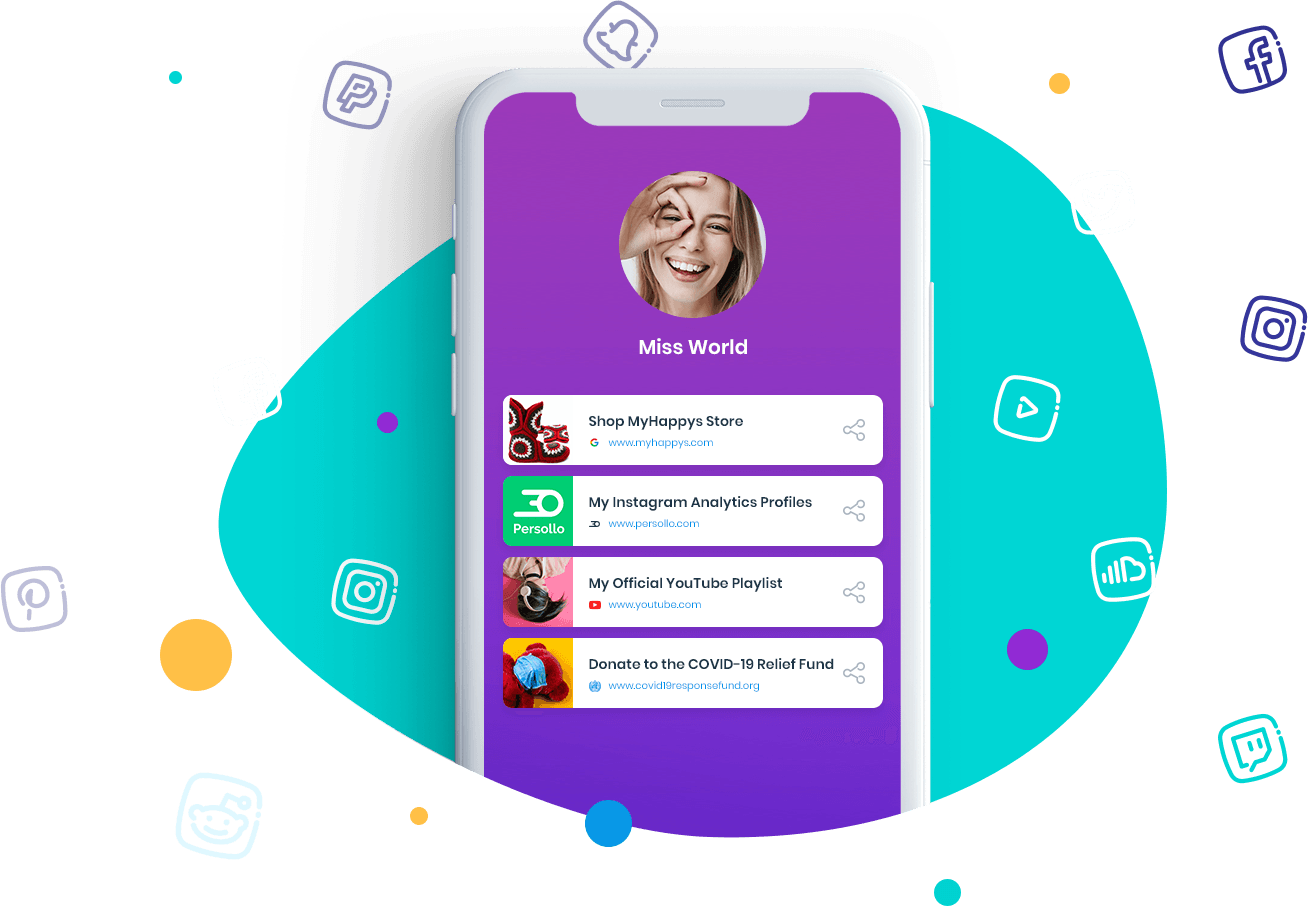 Miss World
Shop MyHappys Store
www.myhappys.com
Persollo
My Instagram Analytics Profiles
www.persollo.com
My Official YouTube Playlist
www.youtube.com
Donate to the COVID-19 Relief Fund
www.covid19responsefund.org